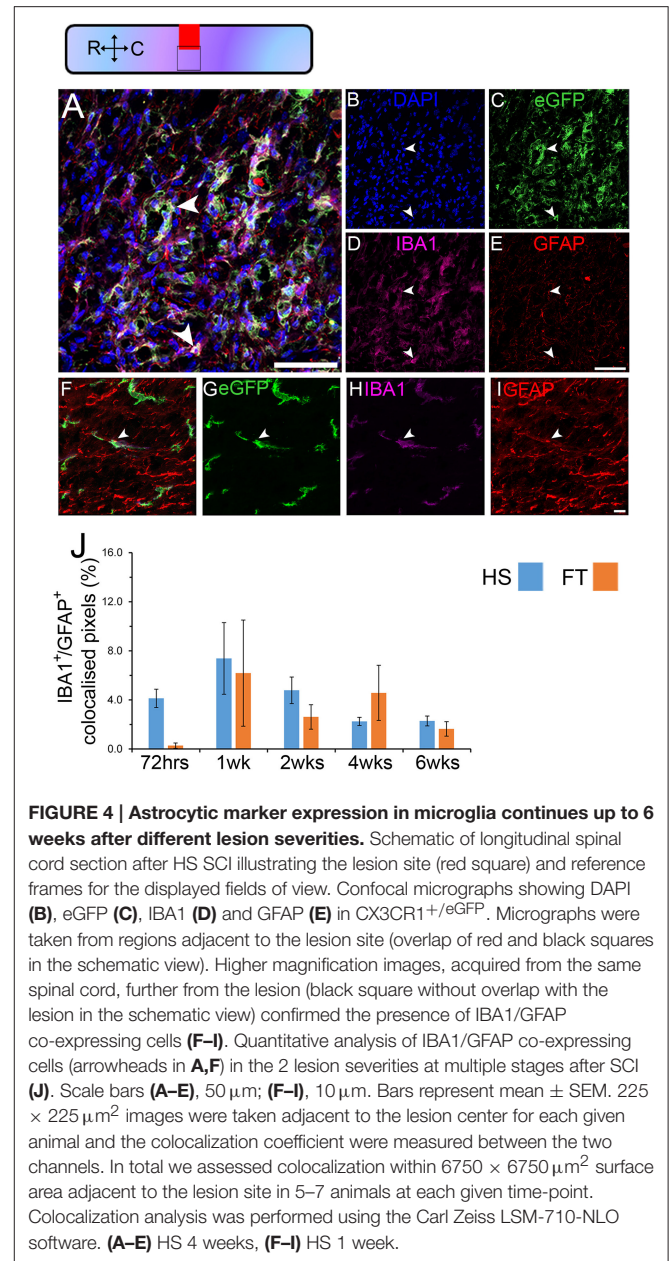 R C
A
B DAPI
C eGFP
D IBA1
E GFAP
F
G eGFP
H IBA1
I GFAP
J
IBA1+/GFAP+
colocalised pixels (%)
16.0
12.0
8.0
4.0
0.0
72hrs 1wk 2wks 4wks 6wks
HS FT
FIGURE 4 | Astrocytic marker expression in microglia continues up to 6
weeks after different lesion severities. Schematic of longitudinal spinal
cord section after HS SCI illustrating the lesion site (red square) and reference
frames for the displayed fields of view. Confocal micrographs showing DAPI
(B), eGFP (C), IBA1 (D) and GFAP (E) in CX3CR1+/eGFP. Micrographs were
taken from regions adjacent to the lesion site (overlap of red and black squares
in the schematic view). Higher magnification images, acquired from the same
spinal cord, further from the lesion (black square without overlap with the
lesion in the schematic view) confirmed the presence of IBA1/GFAP
co-expressing cells (F–I). Quantitative analysis of IBA1/GFAP co-expressing
cells (arrowheads in A,F) in the 2 lesion severities at multiple stages after SCI
(J). Scale bars (A–E), 50 μm; (F–I), 10 μm. Bars represent mean ± SEM. 225
× 225 μm² images were taken adjacent to the lesion center for each given
animal and the colocalization coefficient were measured between the two
channels. In total we assessed colocalization within 6750 × 6750 μm² surface
area adjacent to the lesion site in 5–7 animals at each given time-point.
Colocalization analysis was performed using the Carl Zeiss LSM-710-NLO
software. (A–E) HS 4 weeks, (F–I) HS 1 week.